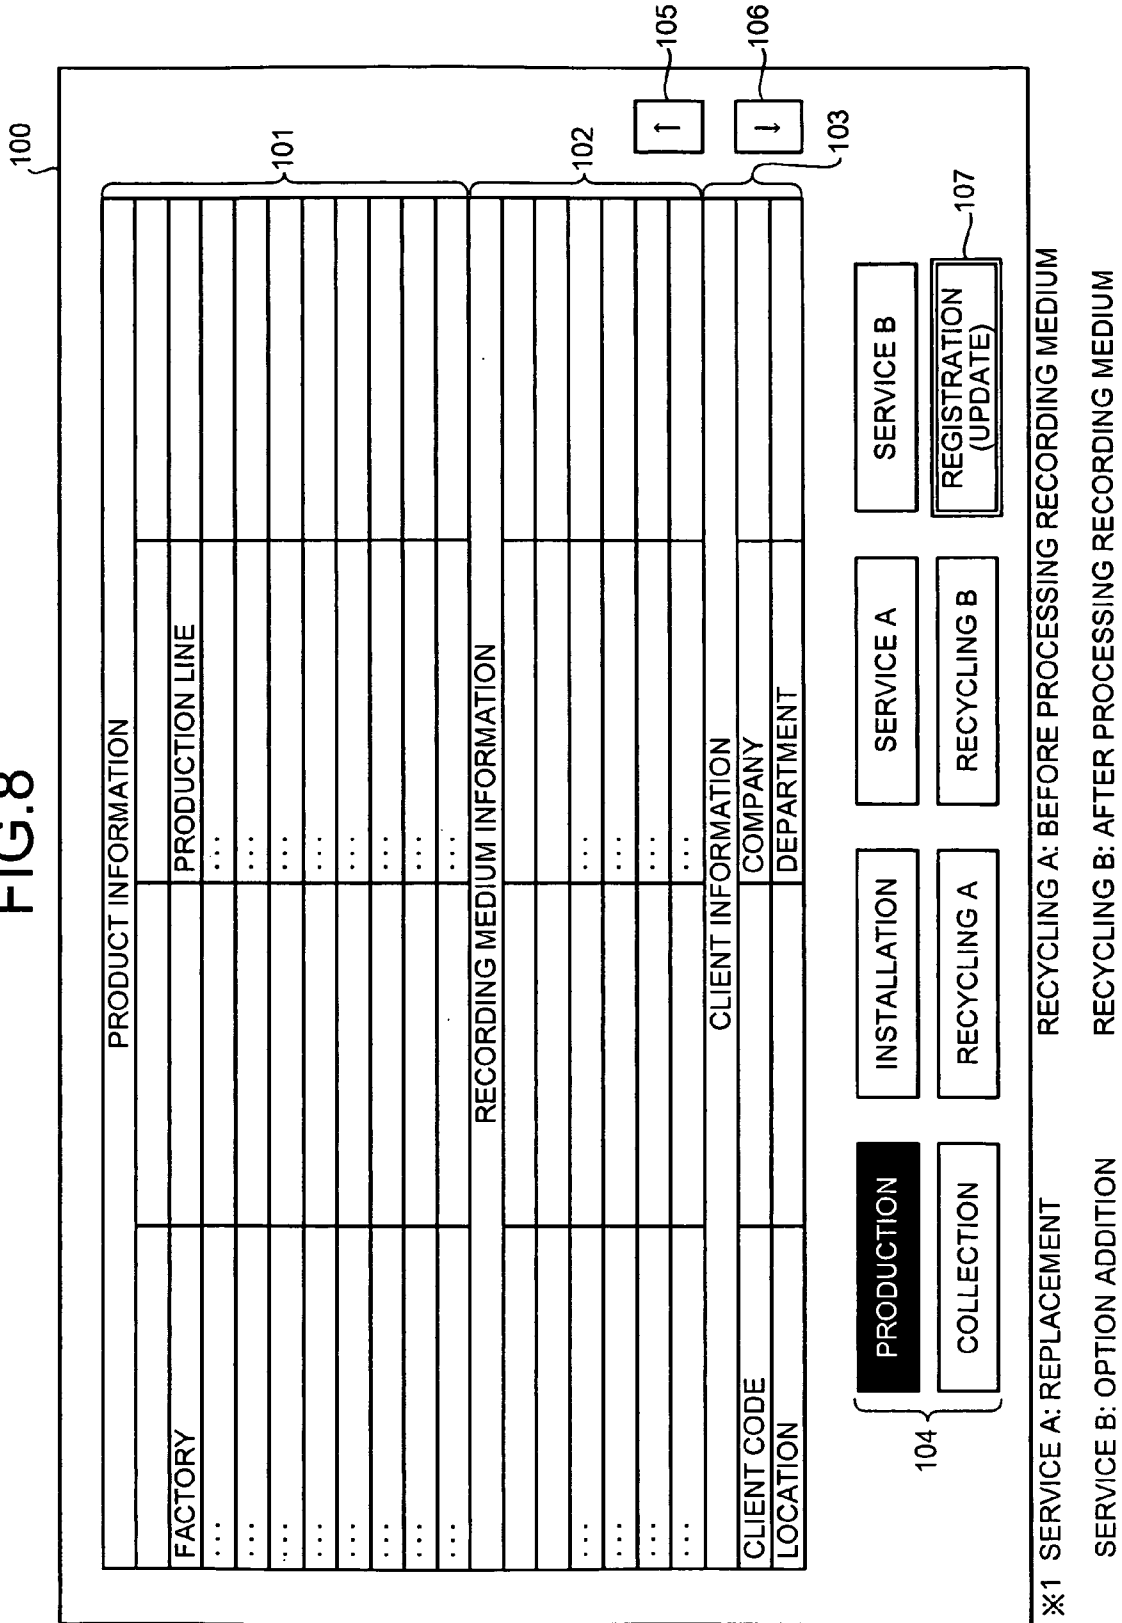 FIG.8
100
PRODUCT INFORMATION
FACTORY PRODUCTION LINE
... ...
... ...
... ...
... ...
... ...
... ...
... ...
... ...
101
RECORDING MEDIUM INFORMATION
... ...
... ...
... ...
... ...
102
CLIENT INFORMATION
CLIENT CODE COMPANY
LOCATION DEPARTMENT
103
↑ 105
↓ 106
104
PRODUCTION INSTALLATION SERVICE A SERVICE B
COLLECTION RECYCLING A RECYCLING B REGISTRATION
(UPDATE)
107
※1 SERVICE A: REPLACEMENT RECYCLING A: BEFORE PROCESSING RECORDING MEDIUM
SERVICE B: OPTION ADDITION RECYCLING B: AFTER PROCESSING RECORDING MEDIUM